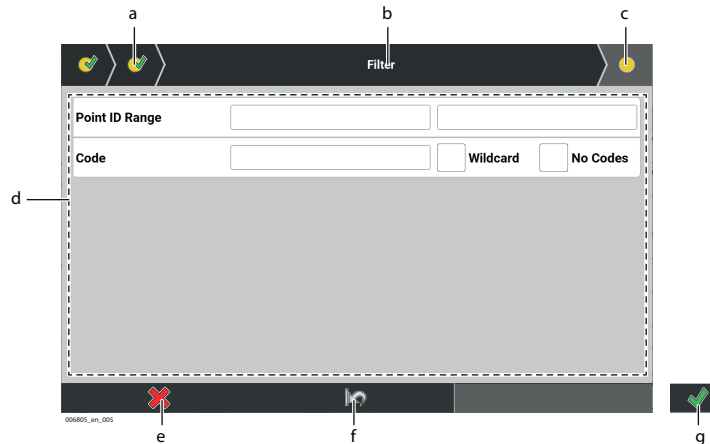 a
b
c
Filter
Point ID Range
Code
Wildcard
No Codes
d
006805_en_005
e
f
g